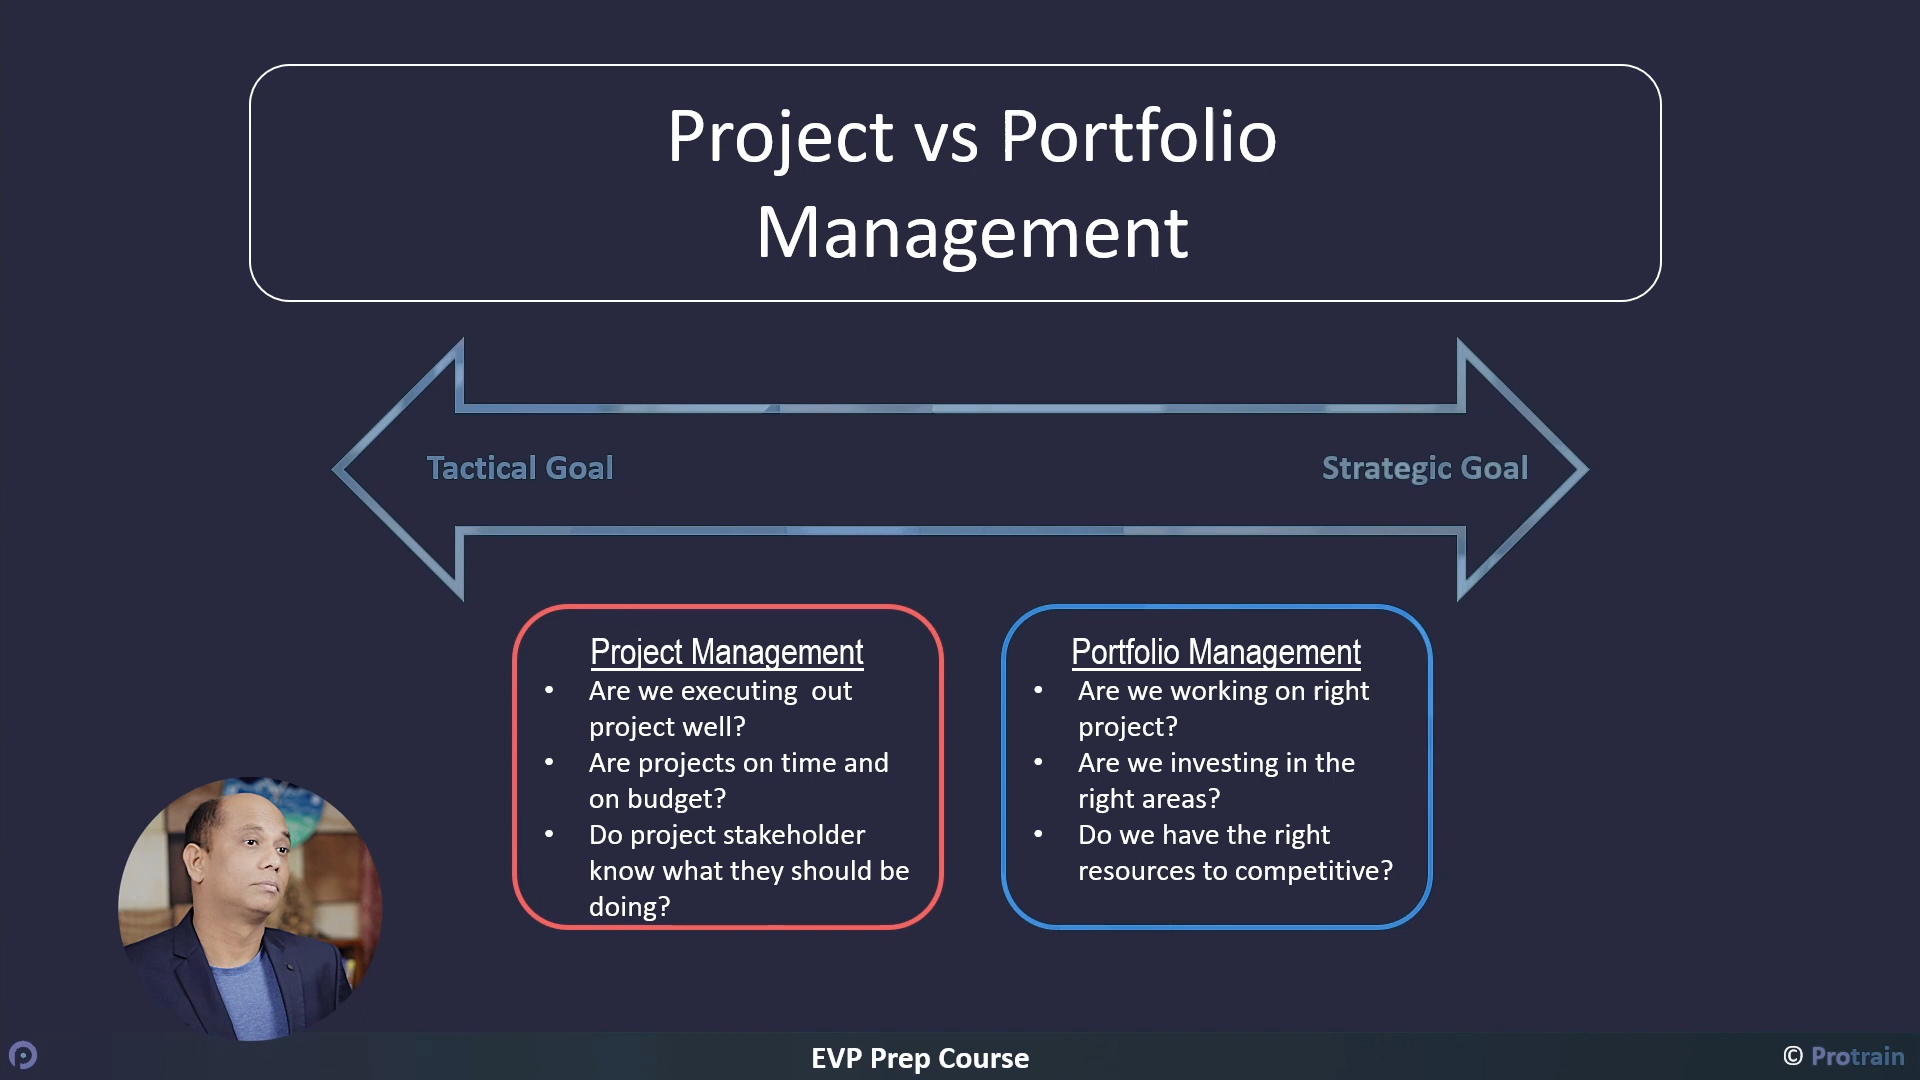 Project vs Portfolio
Management
Tactical Goal
Strategic Goal
Project Management
• Are we executing  out
project well?
• Are projects on time and
on budget?
• Do project stakeholder
know what they should be
doing?
Portfolio Management
• Are we working on right
project?
• Are we investing in the
right areas?
• Do we have the right
resources to competitive?
EVP Prep Course
© Protrain